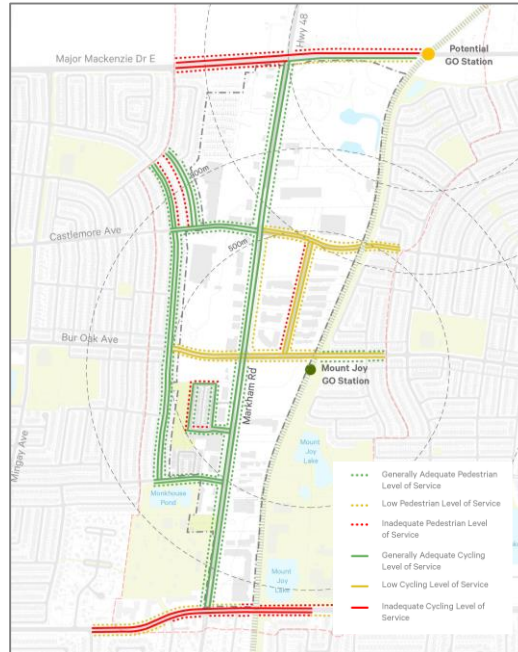 Hwy 48
Potential
GO Station
Major Mackenzie Dr E
500m
Castlemore Ave
500m
Bur Oak Ave
Markham Rd
Mount Joy
GO Station
Mingay Ave
Mount
Joy
Lake
Monkhouse
Pond
Mount
Joy
Lake
Generally Adequate Pedestrian
Level of Service
Low Pedestrian Level of Service
Inadequate Pedestrian Level
of Service
Generally Adequate Cycling
Level of Service
Low Cycling Level of Service
Inadequate Cycling Level of
Service